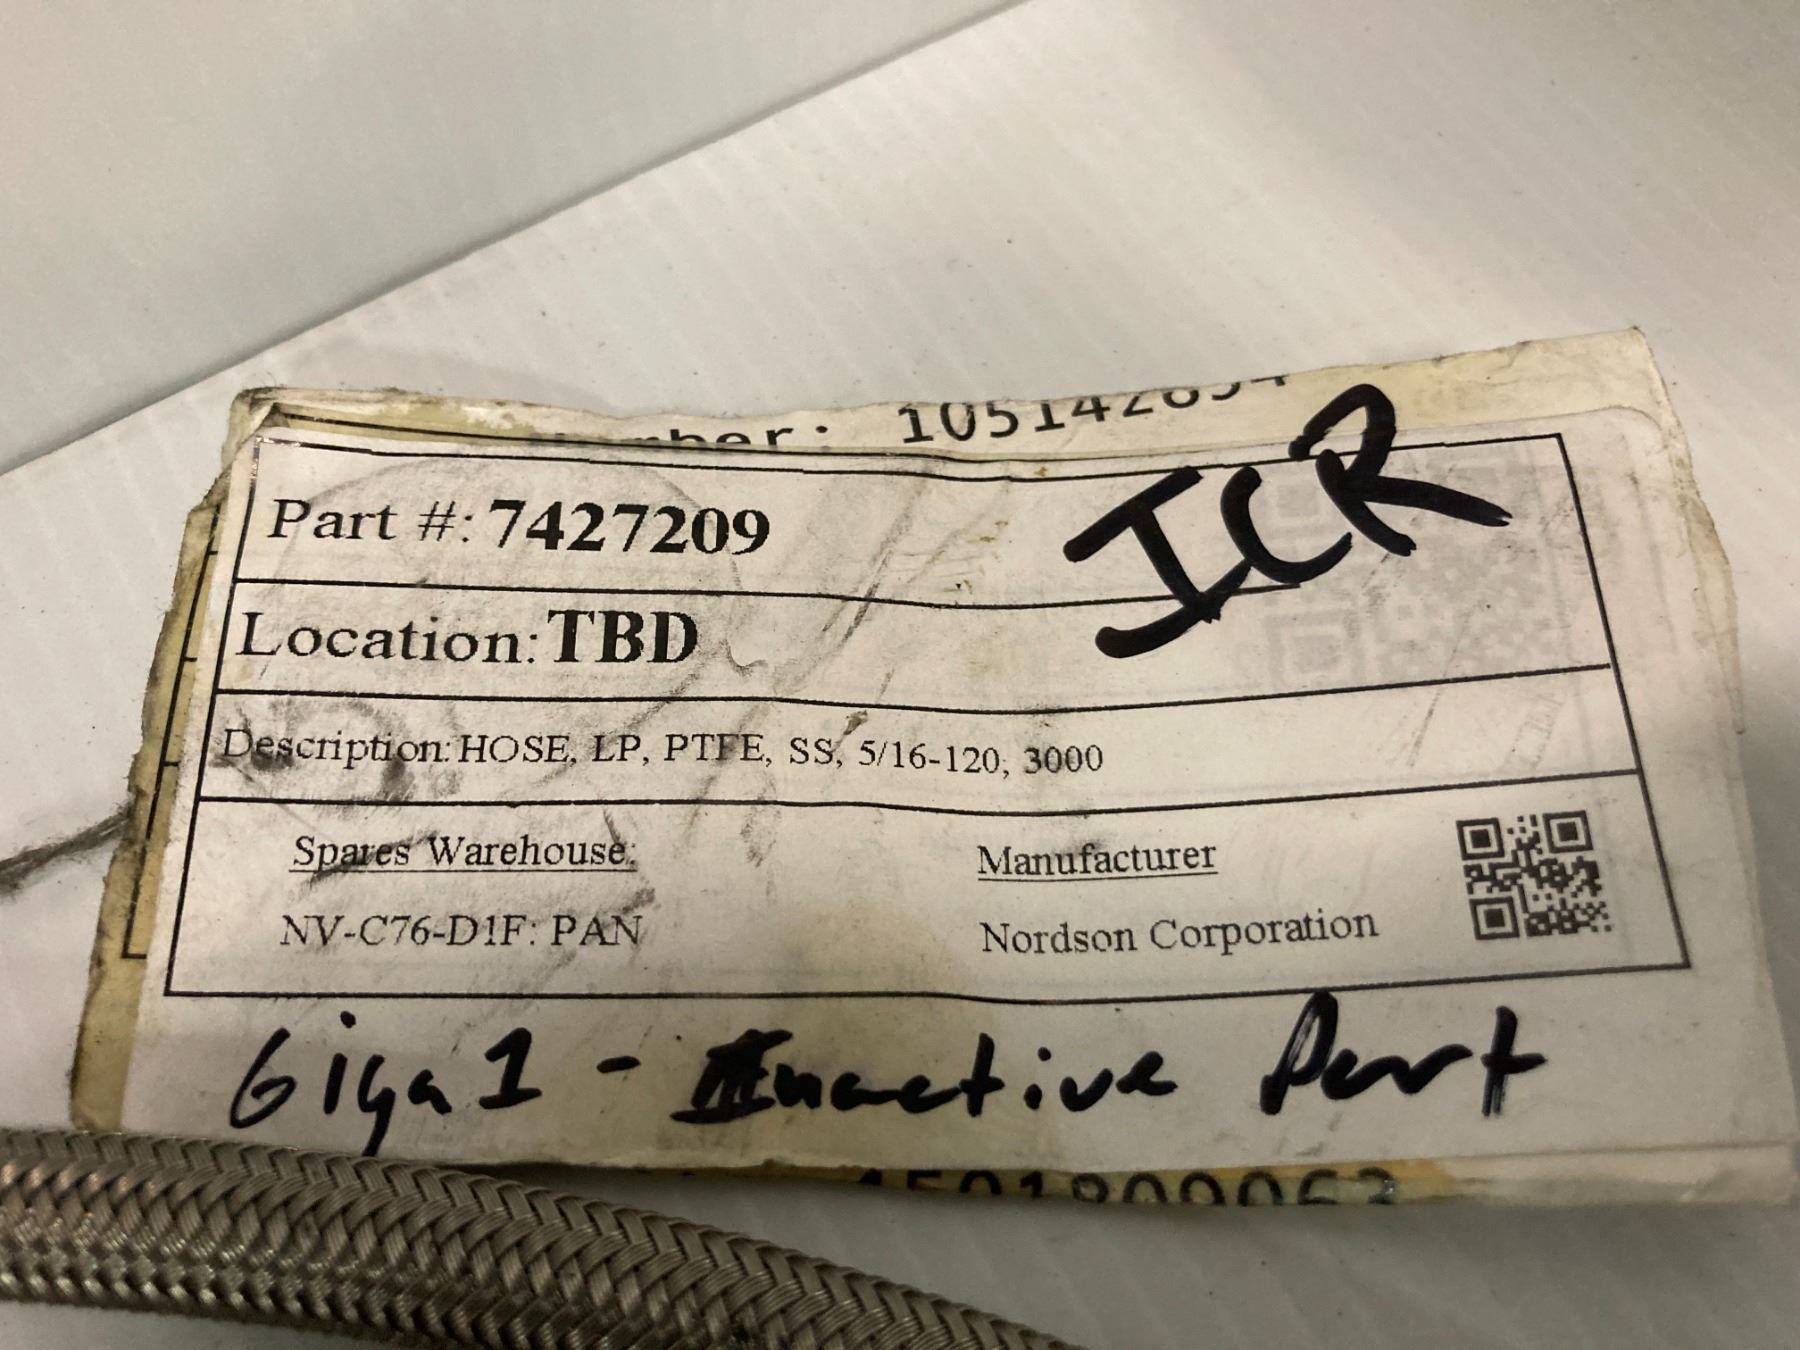 Part #: 7427209
ICR
Location: TBD
Description: HOSE, LP, PTFE, SS, 5/16-120, 3000
Spares Warehouse:
Manufacturer
NV-C76-D1F: PAN
Nordson Corporation
Giga 1 - Inactive Part